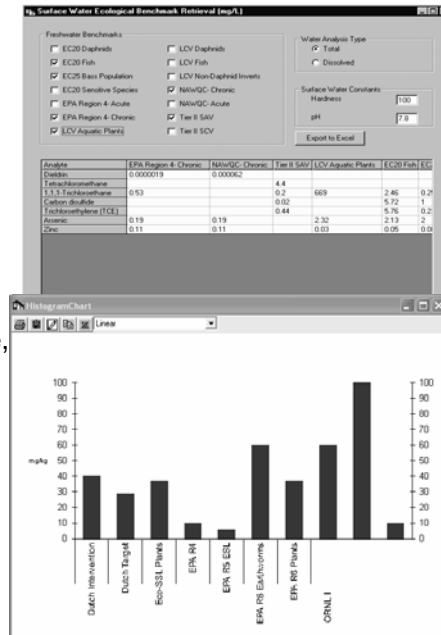 Surface Water Ecological Benchmark Retrieval (mg/L)
Freshwater Benchmarks
EC20 Daphnids
EC20 Fish
EC25 Bass Population
EC20 Sensitive Species
EPA Region 4- Acute
EPA Region 4- Chronic
LCV Aquatic Plants
LCV Daphnids
LCV Fish
LCV Non-Daphnid Inverts
NAWQC- Chronic
NAWQC- Acute
Tier II SAV
Tier II SCV
Water Analysis Type
Total
Dissolved
Surface Water Constants
Hardness 100
pH 7.8
Export to Excel
Analyte EPA Region 4- Chronic NAWQC- Chronic Tier II SAV LCV Aquatic Plants EC20 Fish EC
Dieldrin 0.0000019 0.000062
Tetrachloromethane 4.4
1,1,1-Trichloroethane 0.53 0.2 669 2.46 0.25
Carbon disulfide 0.02 5.72 1
Trichloroethylene (TCE) 0.44 5.76 0.2
Arsenic 0.19 0.19 2.32 2.13 2
Zinc 0.11 0.11 0.03 0.05 0.0
HistogramChart
Linear
,
100 100
90 90
80 80
70 70
60 60
mg/kg
50 50
40 40
30 30
20 20
10 10
0 0
Dutch Intervention
Dutch Target
Eco-SSL Plants
EPA R4
EPA R5 ESL
EPA R6 Earthworms
EPA R6 Plants
ORNL I